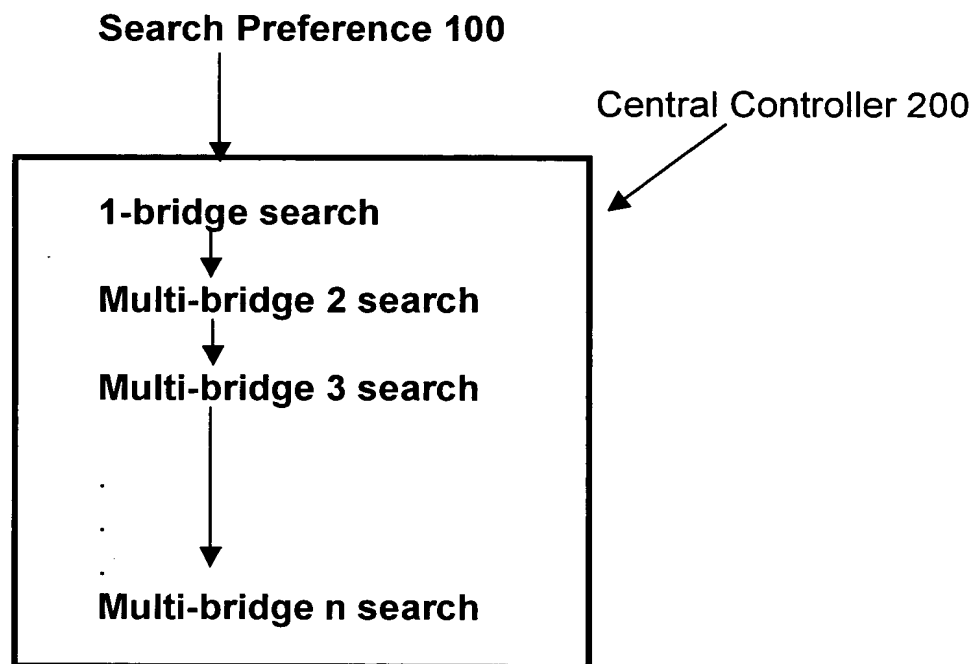 Search Preference 100
Central Controller 200
1-bridge search
Multi-bridge 2 search
Multi-bridge 3 search
.
.
.
Multi-bridge n search